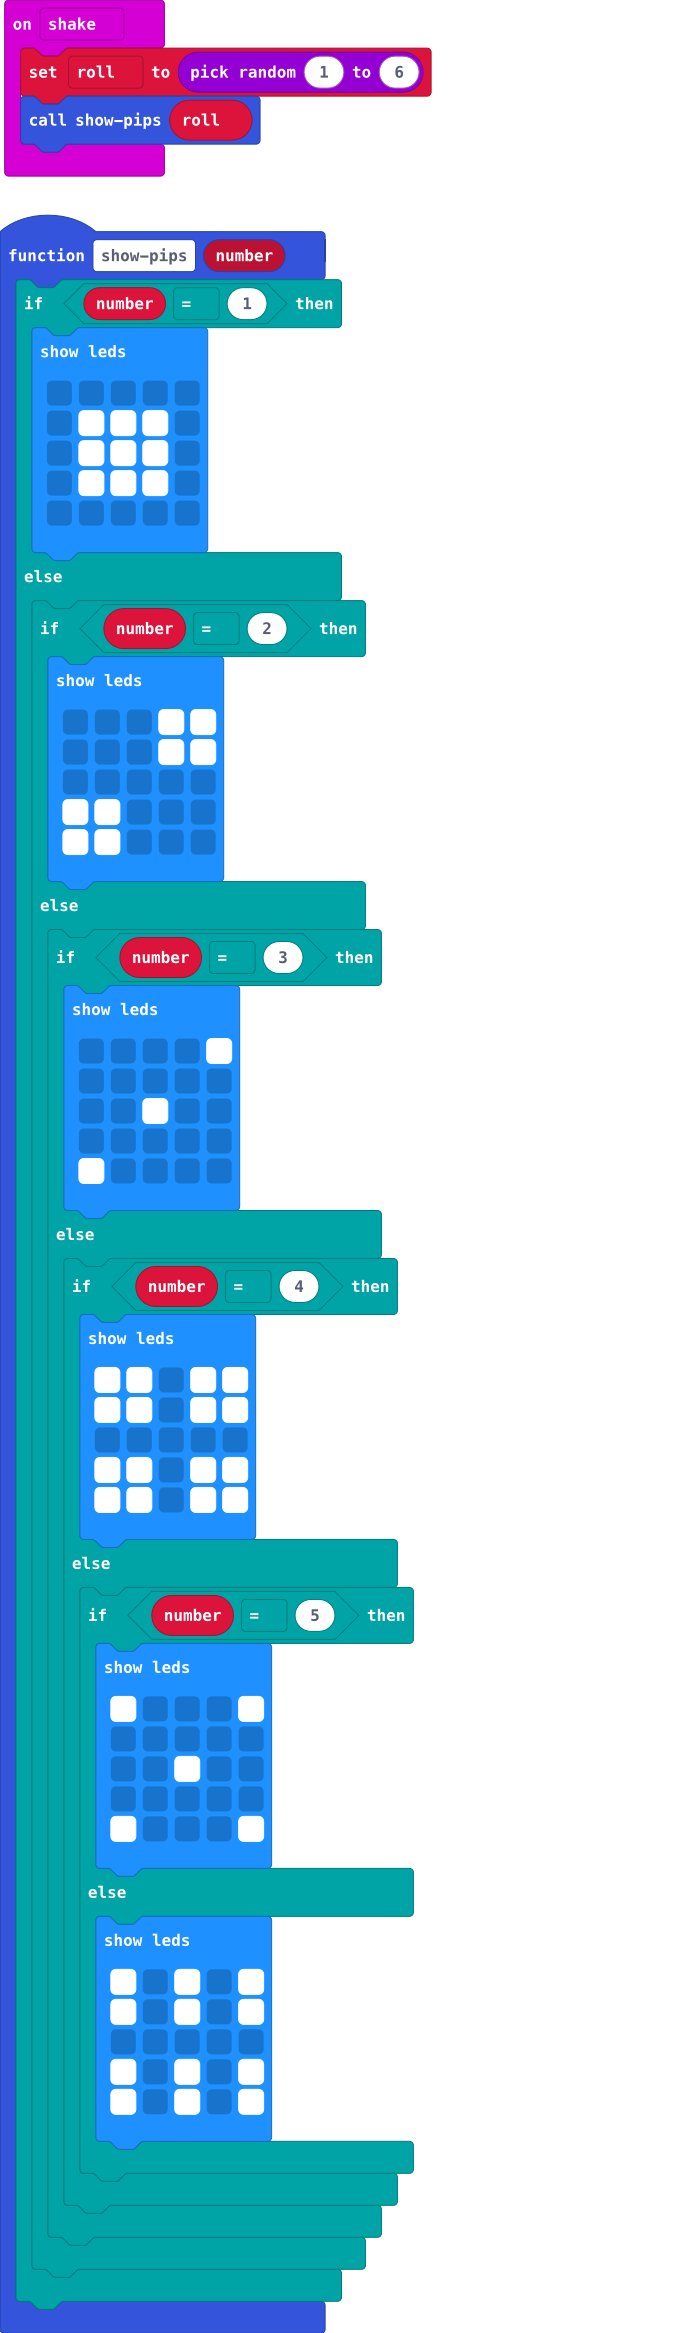 on shake
set roll to pick random 1 to 6
call show-pips roll
function show-pips number
if number = 1 then
show leds
else
if number = 2 then
show leds
else
if number = 3 then
show leds
else
if number = 4 then
show leds
else
if number = 5 then
show leds
else
show leds